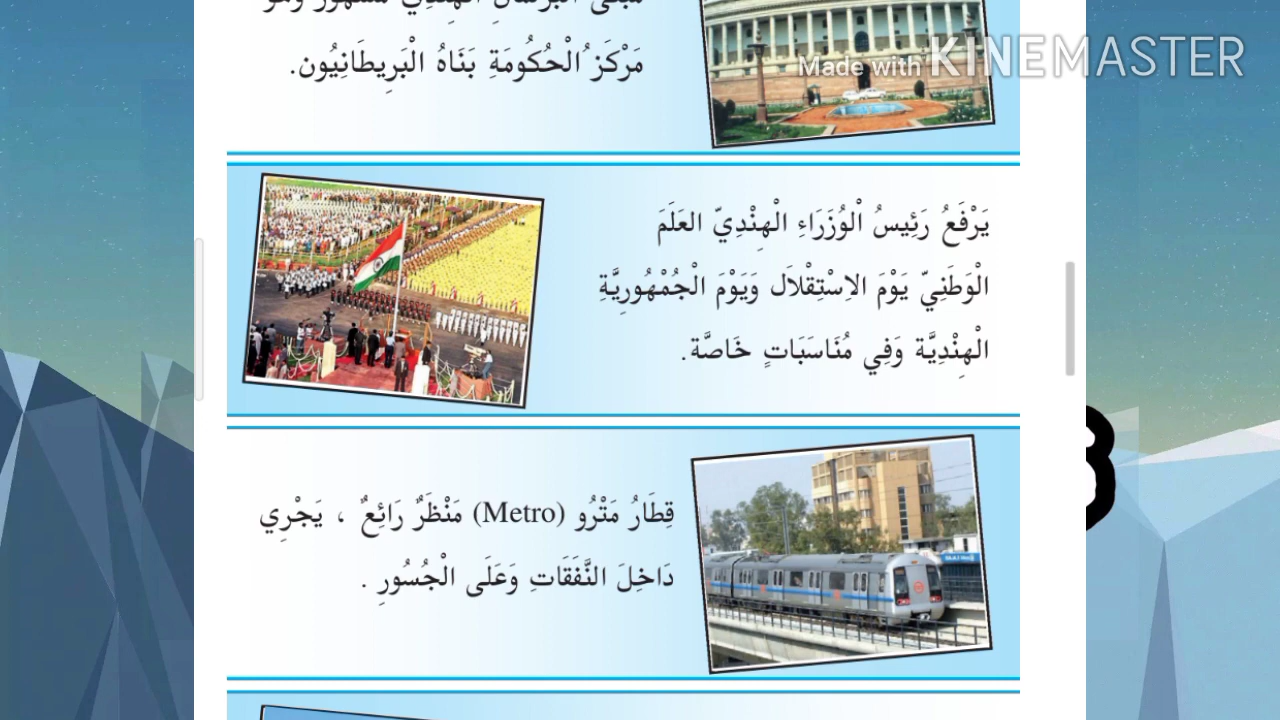 مَرْكَزُ الْحُكُومَةِ بَنَاهُ الْبَرِيطَانِيُون.
Made with KINEMASTER
يَرْفَعُ رَئِيسُ الْوُزَرَاءِ الْهِنْدِيّ العَلَمَ
الْوَطَنِيّ يَوْمَ الاِسْتِقْلَال وَيَوْمَ الْجُمْهُورِيَّةِ
الْهِنْدِيَّة وَفِي مُنَاسَبَاتٍ خَاصَّة.
قِطَارُ مَتْرُو (Metro) مَنْظَرٌ رَائِعٌ ، يَجْرِي
دَاخِلَ النَّفَقَاتِ وَعَلَى الْجُسُورِ .